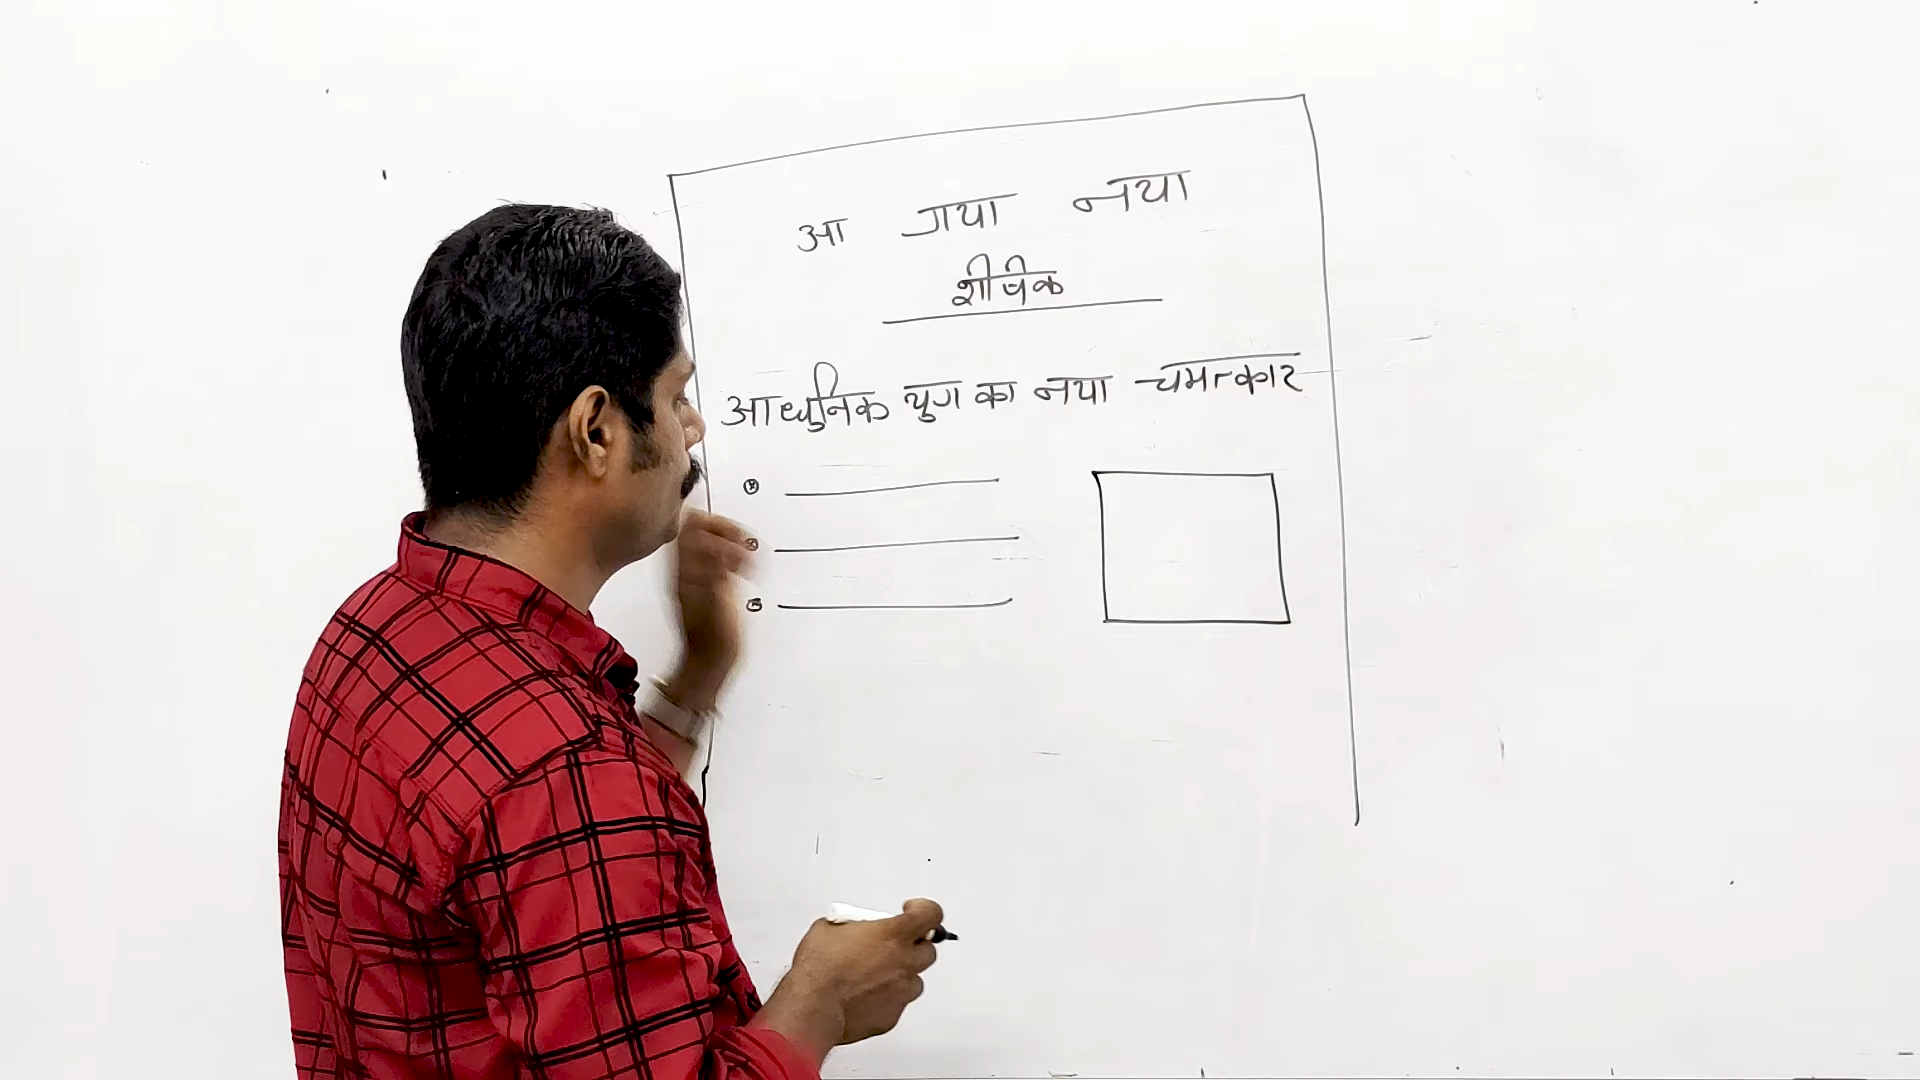 आ गया नया
शीर्षक
आधुनिक युग का नया चमत्कार